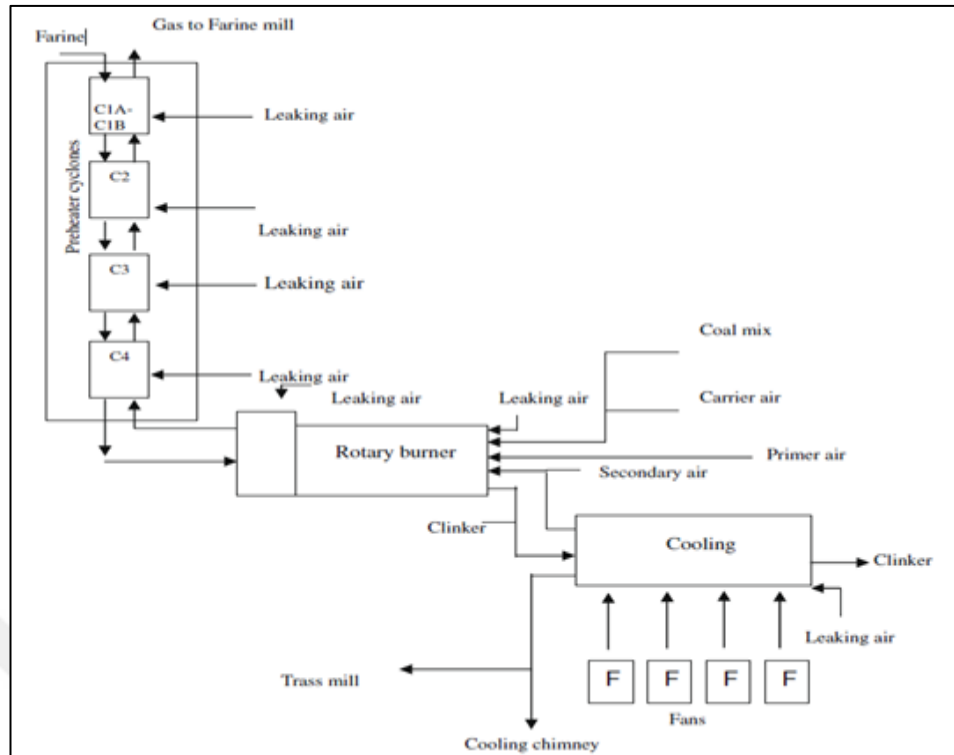 Gas to Farine mill
Farine
C1A-
C1B
Leaking air
Preheater cyclones
C2
Leaking air
C3
Leaking air
C4
Leaking air
Coal mix
Leaking air
Leaking air
Carrier air
Rotary burner
Primer air
Secondary air
Clinker
Cooling
Clinker
Leaking air
Trass mill
F F F F
Fans
Cooling chimney